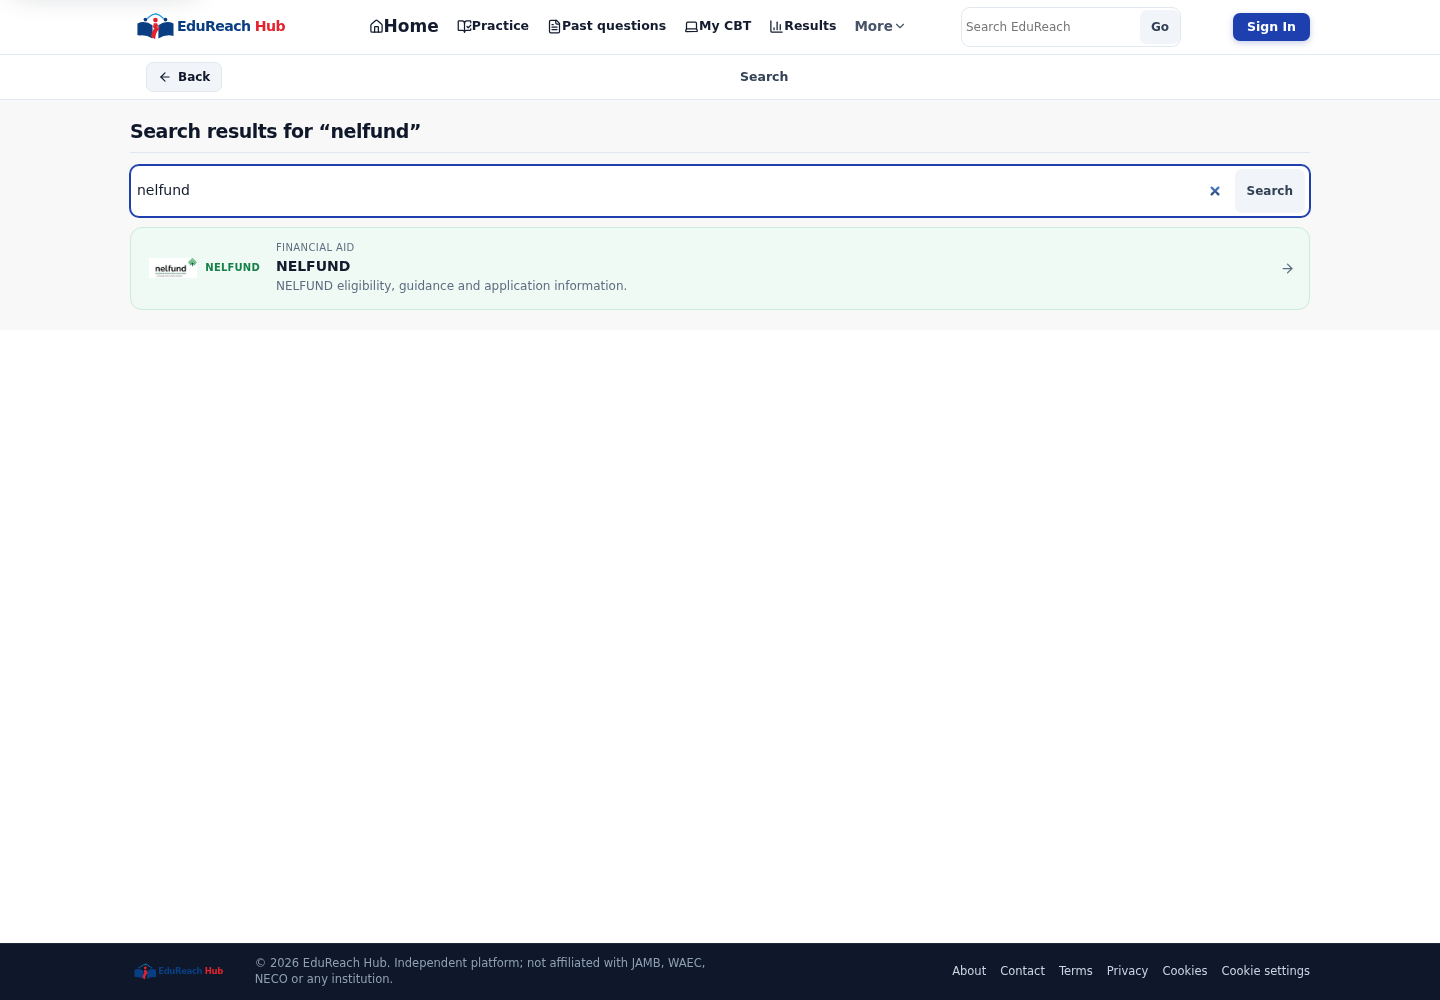 EduReach Hub
Home
Practice
Past questions
My CBT
Results
More
Search EduReach
Go
Sign In
Back
Search
Search results for “nelfund”
nelfund
Search
nelfund
NELFUND
FINANCIAL AID
NELFUND
NELFUND eligibility, guidance and application information.
EduReach Hub
© 2026 EduReach Hub. Independent platform; not affiliated with JAMB, WAEC,
NECO or any institution.
About
Contact
Terms
Privacy
Cookies
Cookie settings